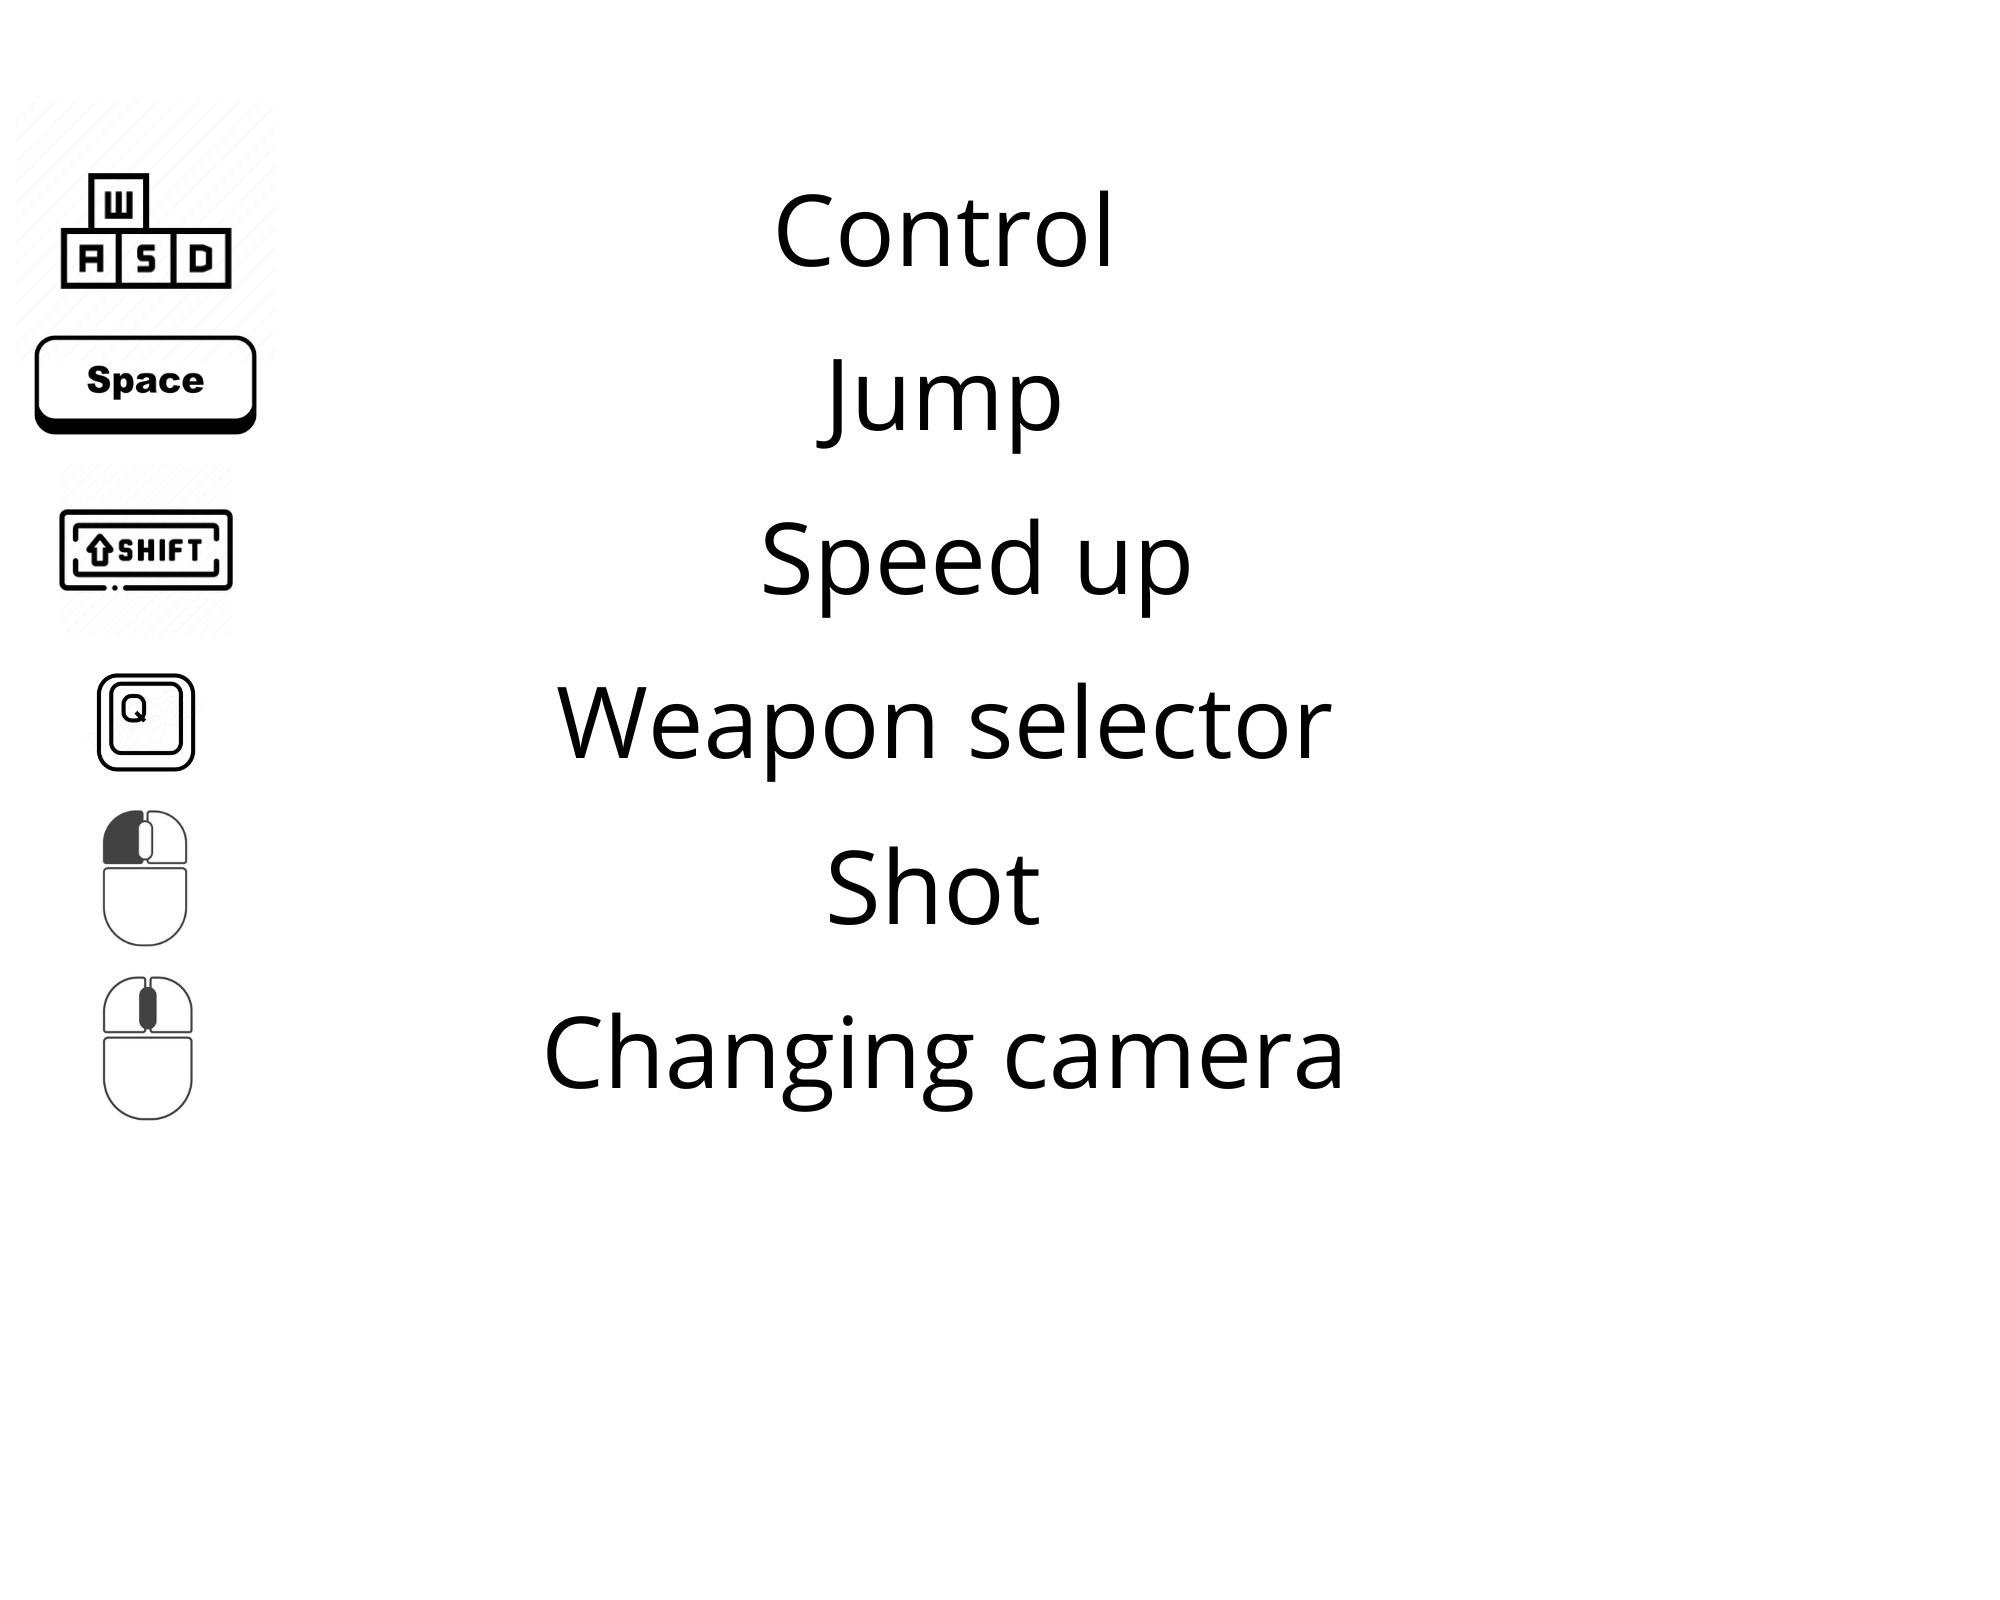 W
A S D
Control
Space
Jump
SHIFT
Speed up
Q
Weapon selector
Shot
Changing camera